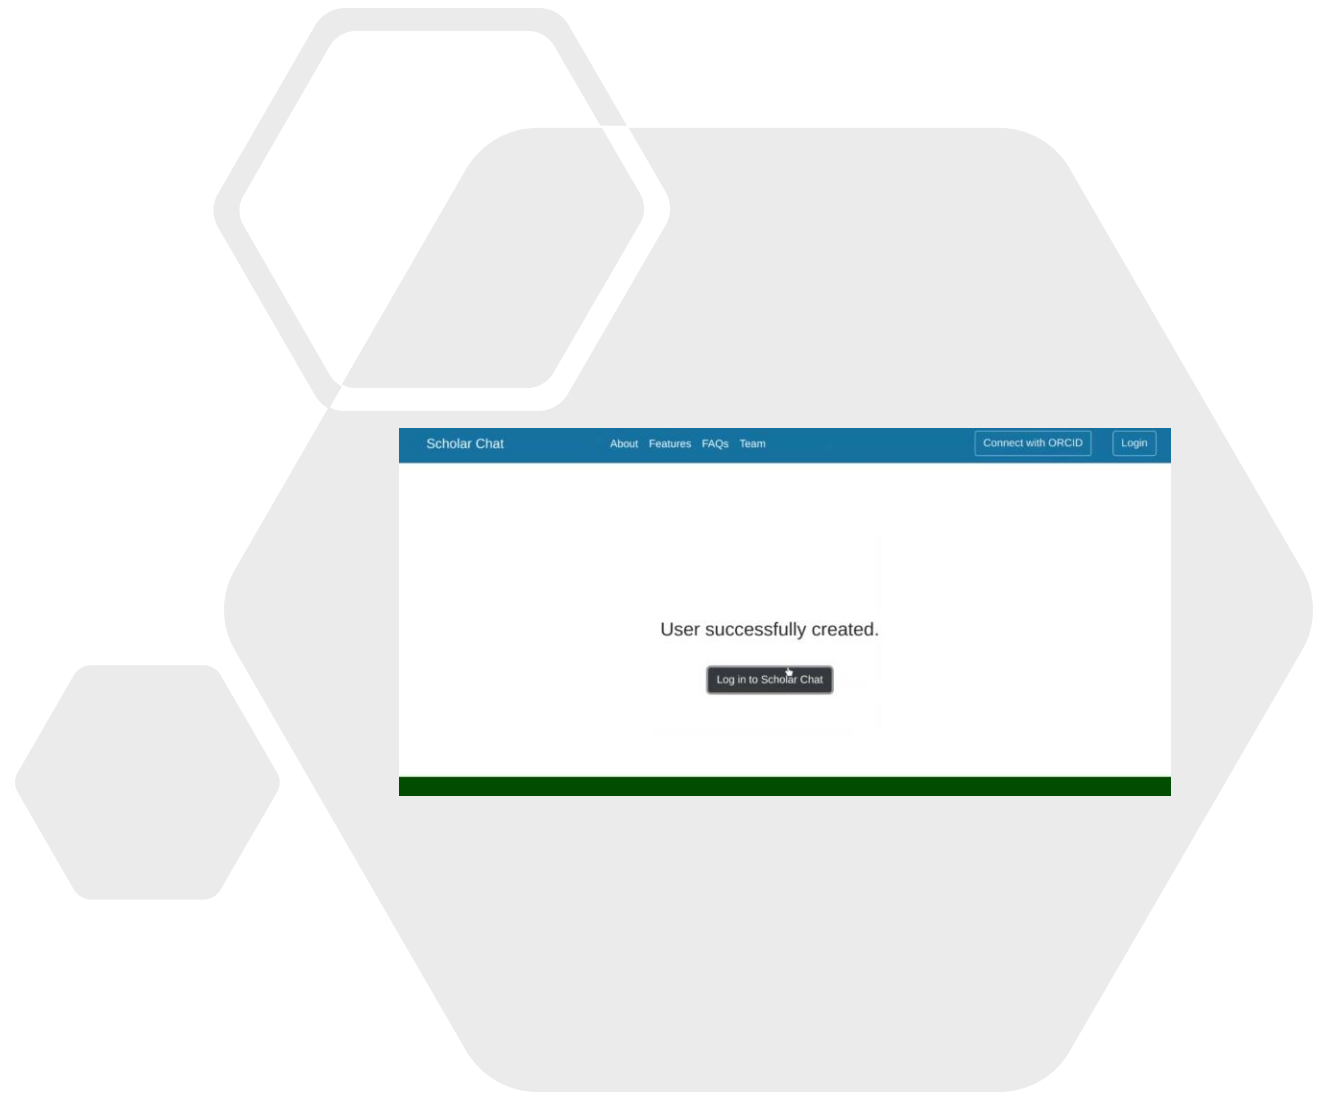 Scholar Chat About Features FAQs Team Connect with ORCID Login
User successfully created.
Log in to Scholar Chat